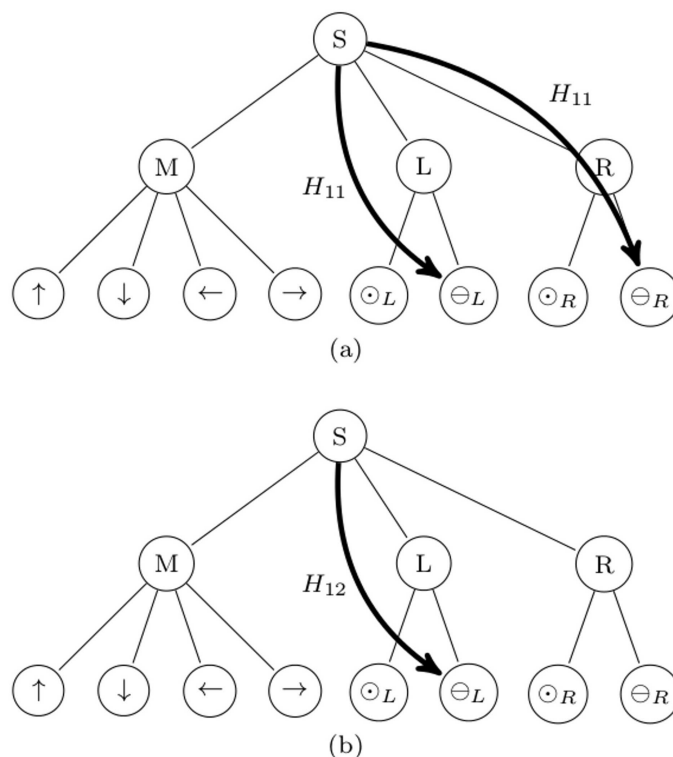 S
H₁₁
M L R
H₁₁
↑ ↓ ← → ⊙L ⊖L ⊙R ⊖R
(a)
S
M L R
H₁₂
↑ ↓ ← → ⊙L ⊖L ⊙R ⊖R
(b)